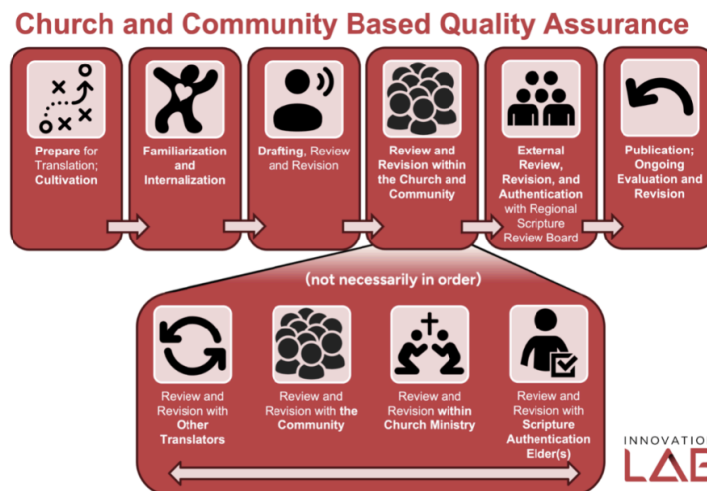 Church and Community Based Quality Assurance
Prepare for
Translation;
Cultivation
Familiarization
and
Internalization
Drafting, Review
and Revision
Review and
Revision within
the Church and
Community
External
Review,
Revision, and
Authentication
with Regional
Scripture
Review Board
Publication;
Ongoing
Evaluation and
Revision
(not necessarily in order)
Review and
Revision with
Other
Translators
Review and
Revision with the
Community
Review and
Revision within
Church Ministry
Review and
Revision with
Scripture
Authentication
Elder(s)
INNOVATION
LAB